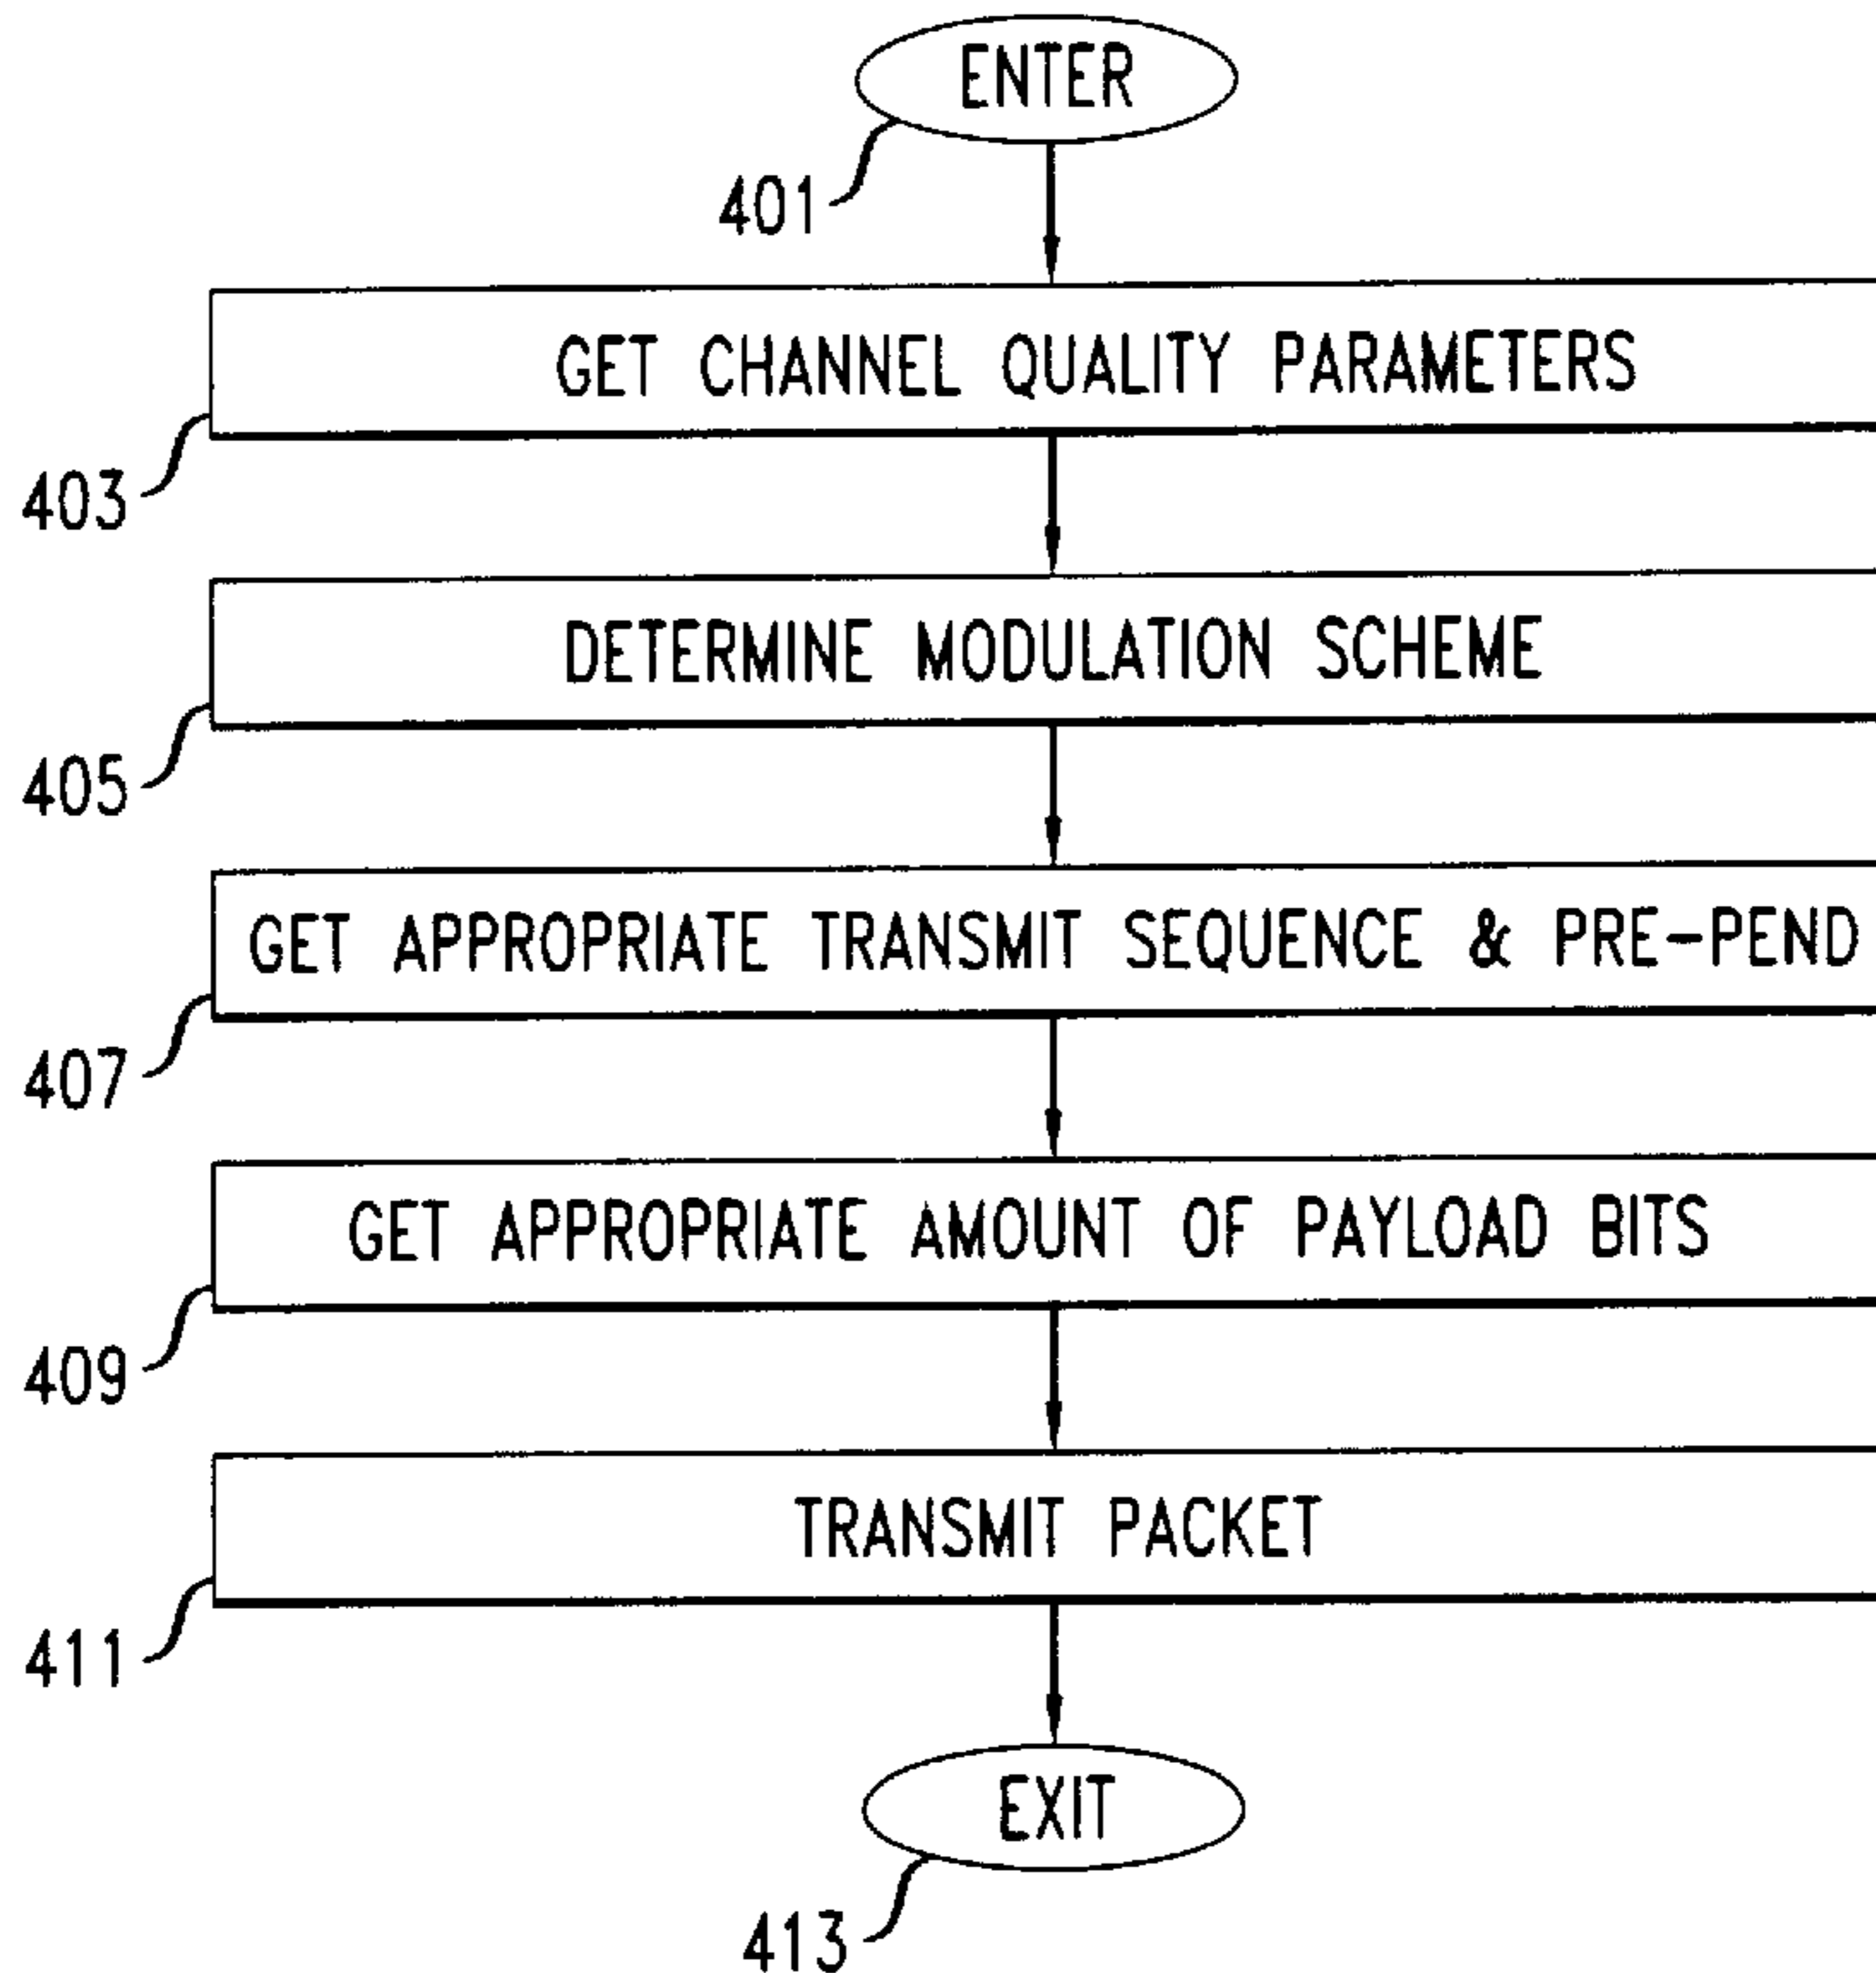 ENTER
401
GET CHANNEL QUALITY PARAMETERS
403
DETERMINE MODULATION SCHEME
405
GET APPROPRIATE TRANSMIT SEQUENCE & PRE-PEND
407
GET APPROPRIATE AMOUNT OF PAYLOAD BITS
409
TRANSMIT PACKET
411
EXIT
413